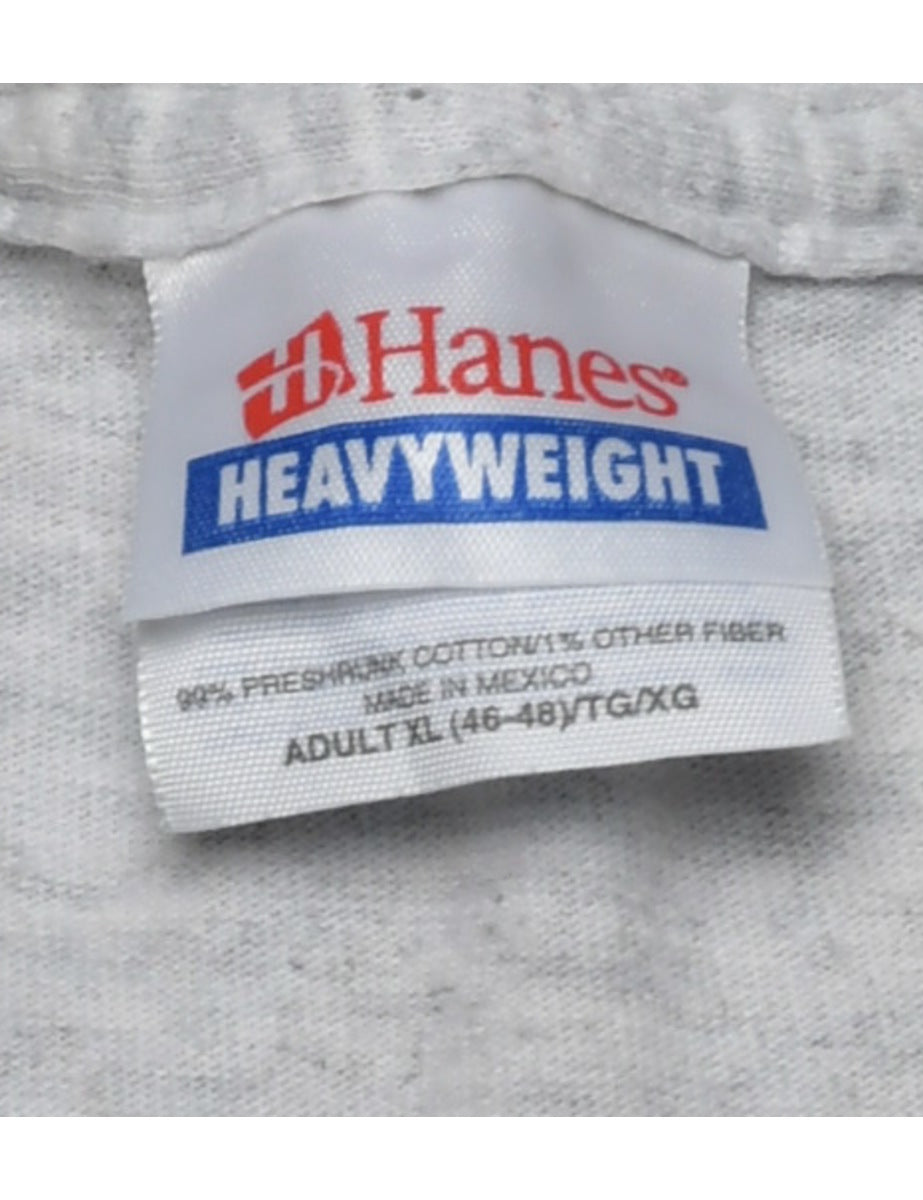 H Hanes®
HEAVYWEIGHT
99% PRESHRUNK COTTON/1% OTHER FIBER
MADE IN MEXICO
ADULT XL (46-48)/TG/XG